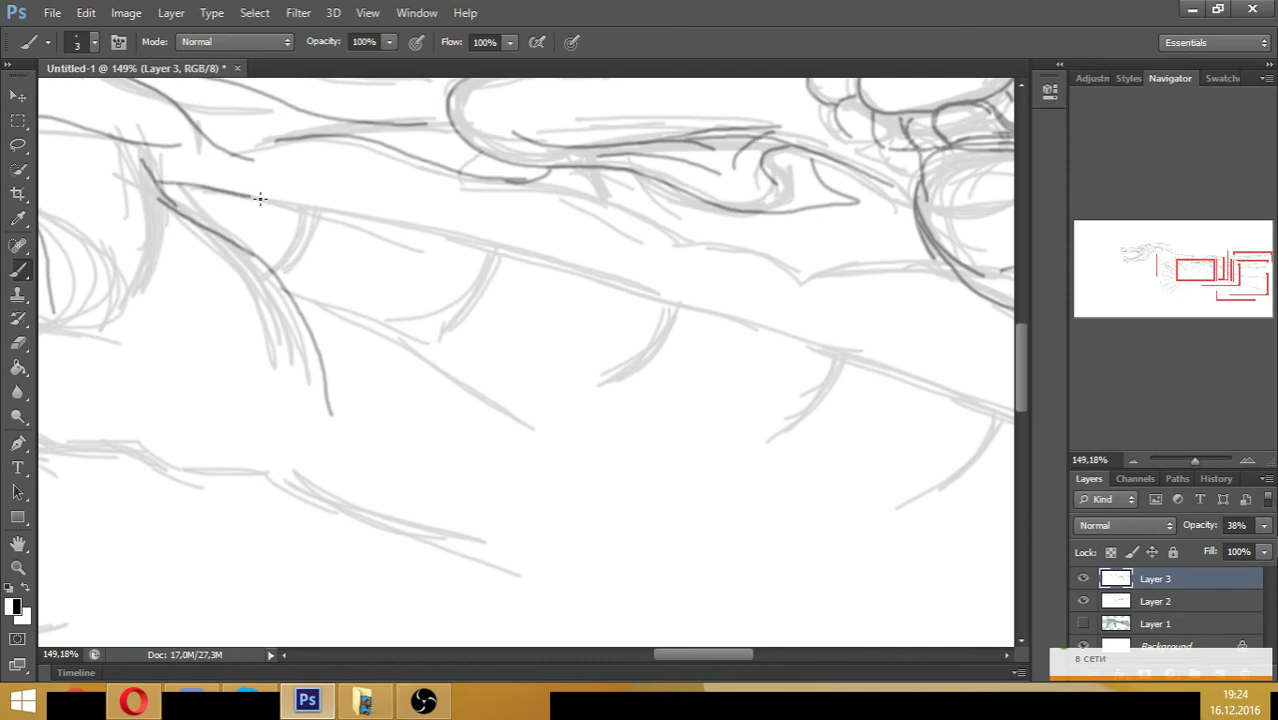 Ps File Edit Image Layer Type Select Filter 3D View Window Help
3 Mode: Normal Opacity: 100% Flow: 100% Essentials
Untitled-1 @ 149% (Layer 3, RGB/8) * ×
Adjustn Styles Navigator Swatch
149,18%
Layers Channels Paths History
Kind
Normal Opacity: 38%
Lock: Fill: 100%
Layer 3
Layer 2
Layer 1
Background
в сети
149,18% Doc: 17,0M/27,3M
Timeline
Ps
19:24
16.12.2016